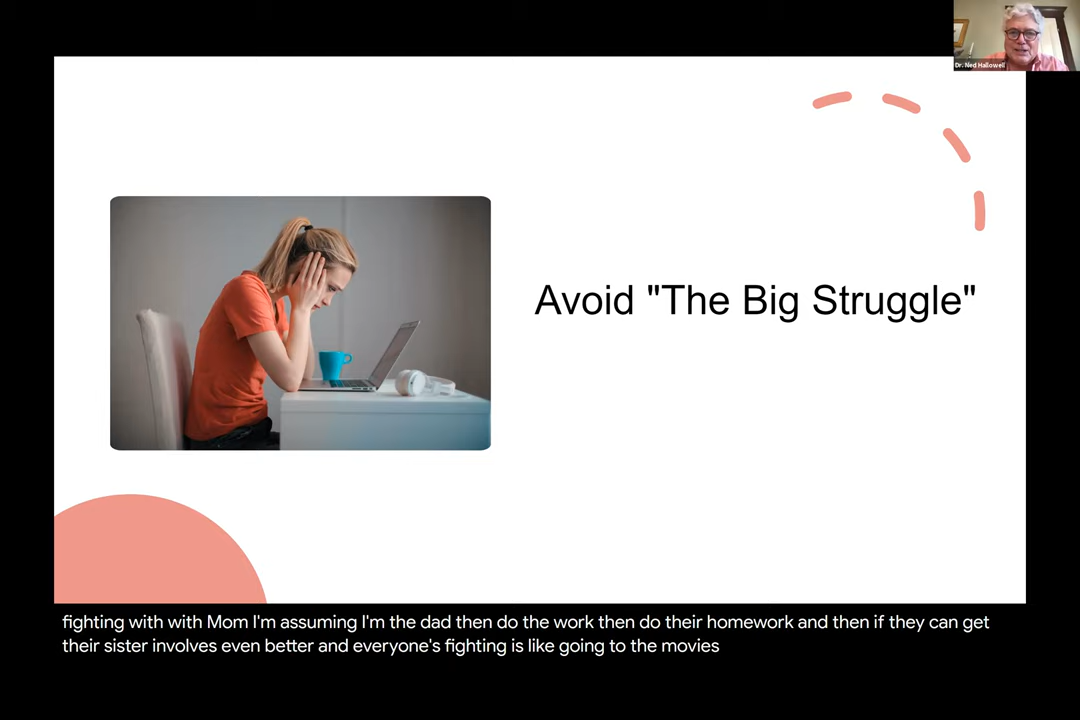 Dr. Ned Hallowell
Avoid "The Big Struggle"
fighting with with Mom I'm assuming I'm the dad then do the work then do their homework and then if they can get
their sister involves even better and everyone's fighting is like going to the movies